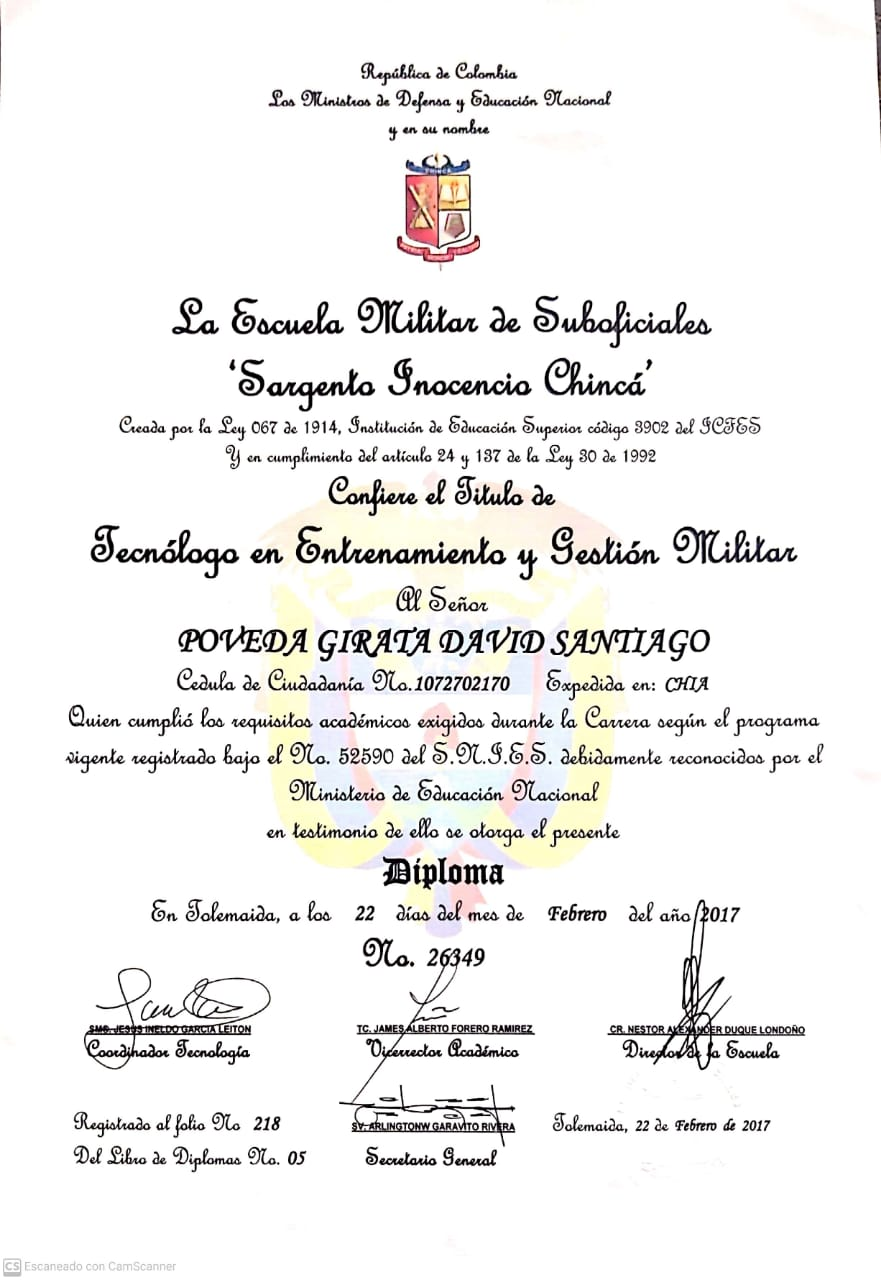 República de Colombia
Los Ministros de Defensa y Educación Nacional
y en su nombre
CHINCA
La Escuela Militar de Suboficiales
‘Sargento Inocencio Chincá’
Creada por la Ley 067 de 1914, Institución de Educación Superior código 3902 del ICFES
Y en cumplimiento del artículo 24 y 137 de la Ley 30 de 1992
Confiere el Titulo de
Tecnólogo en Entrenamiento y Gestión Militar
Al Señor
POVEDA GIRATA DAVID SANTIAGO
Cedula de Ciudadanía No.1072702170 Expedida en: CHIA
Quien cumplió los requisitos académicos exigidos durante la Carrera según el programa
vigente registrado bajo el No. 52590 del S.N.I.E.S. debidamente reconocidos por el
Ministerio de Educación Nacional
en testimonio de ello se otorga el presente
Diploma
En Tolemaida, a los 22 días del mes de Febrero del año 2017
No. 26349
SMS. JESUS INELDO GARCIA LEITON TC. JAMES ALBERTO FORERO RAMIREZ CR. NESTOR ALEXANDER DUQUE LONDOÑO
Coordinador Tecnología Vicerrector Académico Director de la Escuela
Registrado al folio No 218 SV. ARLINGTONW GARAVITO RIVERA Tolemaida, 22 de Febrero de 2017
Del Libro de Diplomas No. 05 Secretario General
CS Escaneado con CamScanner